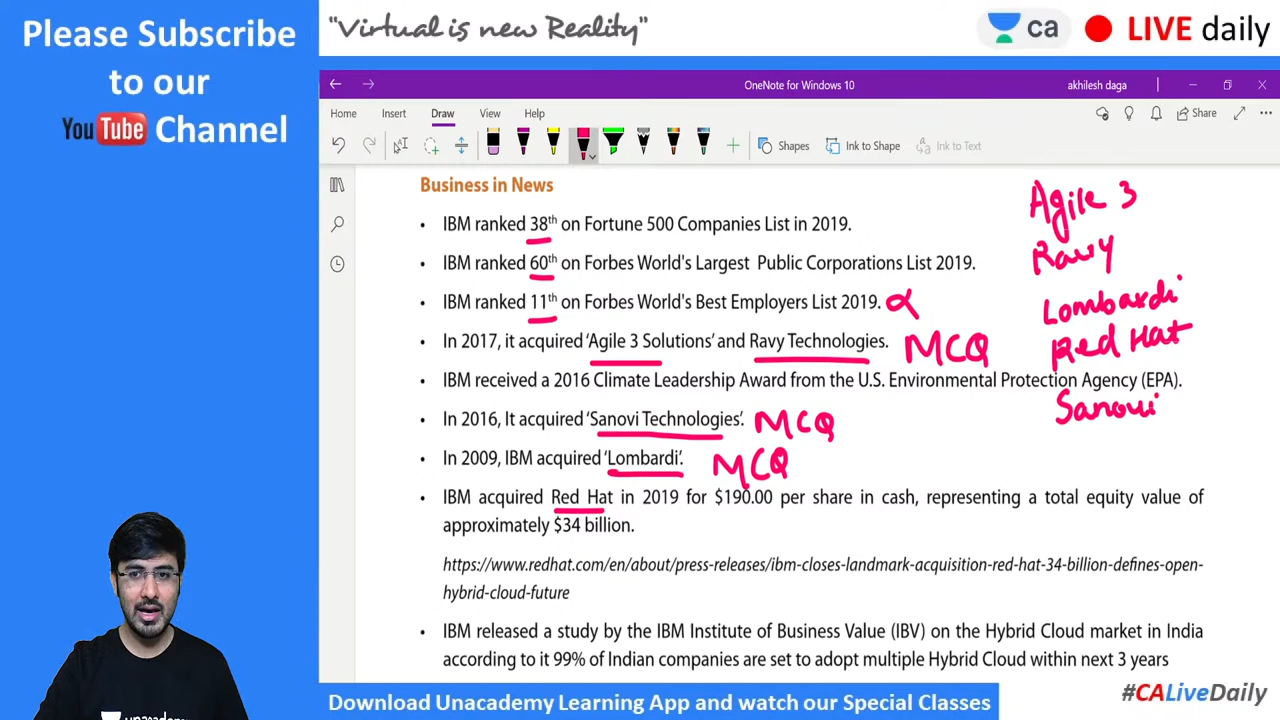 Please Subscribe
to our
YouTube Channel
"Virtual is new Reality"
ca
LIVE daily
OneNote for Windows 10
akhilesh daga
Home Insert Draw View Help
Share
Shapes
Ink to Shape
Ink to Text
Business in News
• IBM ranked 38th on Fortune 500 Companies List in 2019.
• IBM ranked 60th on Forbes World's Largest Public Corporations List 2019.
• IBM ranked 11th on Forbes World's Best Employers List 2019. α
• In 2017, it acquired 'Agile 3 Solutions' and Ravy Technologies. MCQ
• IBM received a 2016 Climate Leadership Award from the U.S. Environmental Protection Agency (EPA).
• In 2016, It acquired 'Sanovi Technologies'. MCQ
• In 2009, IBM acquired 'Lombardi'. MCQ
• IBM acquired Red Hat in 2019 for $190.00 per share in cash, representing a total equity value of
approximately $34 billion.
https://www.redhat.com/en/about/press-releases/ibm-closes-landmark-acquisition-red-hat-34-billion-defines-open-
hybrid-cloud-future
• IBM released a study by the IBM Institute of Business Value (IBV) on the Hybrid Cloud market in India
according to it 99% of Indian companies are set to adopt multiple Hybrid Cloud within next 3 years
Agile 3
Ravy
Lombardi
Red Hat
Sanovi
unacademy
Download Unacademy Learning App and watch our Special Classes
#CALiveDaily